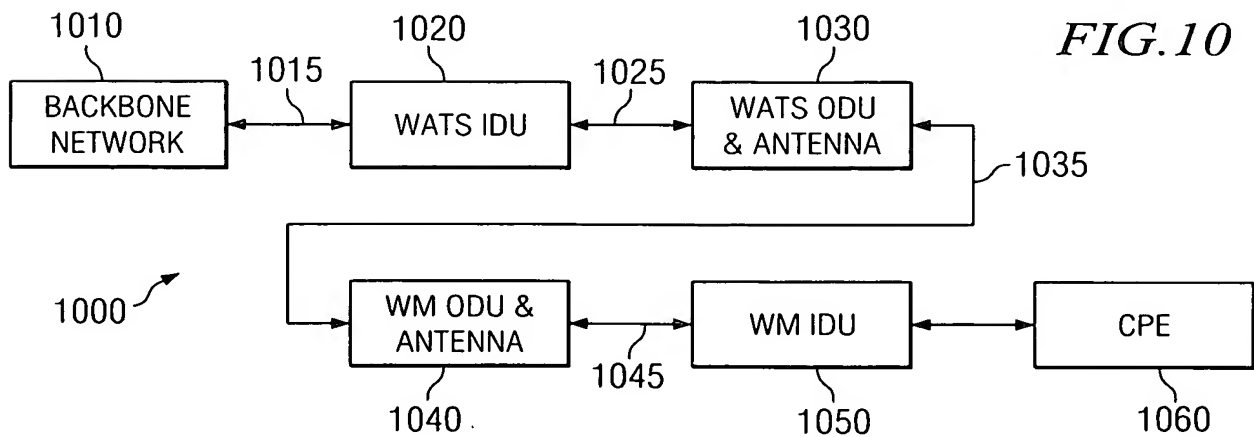 FIG.10
1010
1020
1030
1015
1025
BACKBONE
NETWORK
WATS IDU
WATS ODU
& ANTENNA
1035
1000
WM ODU &
ANTENNA
WM IDU
CPE
1045
1040
1050
1060